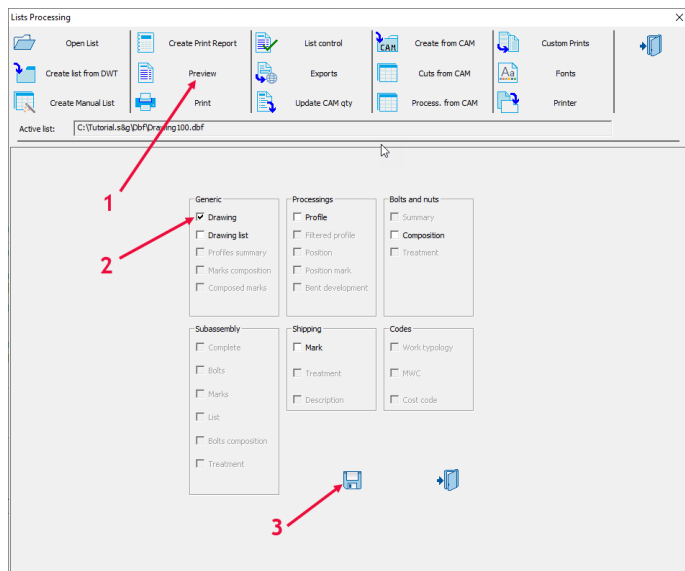 Lists Processing
Open List
Create Print Report
List control
Create from CAM
Custom Prints
Create list from DWT
Preview
Exports
Cuts from CAM
Fonts
Create Manual List
Print
Update CAM qty
Process. from CAM
Printer
CAM
Aa
Active list:
C:\Tutorial.s&g\Dbf\Drawing100.dbf
1
2
3
Generic
Drawing
Drawing list
Profiles summary
Marks composition
Composed marks
Processings
Profile
Filtered profile
Position
Position mark
Bent development
Bolts and nuts
Summary
Composition
Treatment
Subassembly
Complete
Bolts
Marks
List
Bolts composition
Treatment
Shipping
Mark
Treatment
Description
Codes
Work typology
MWC
Cost code